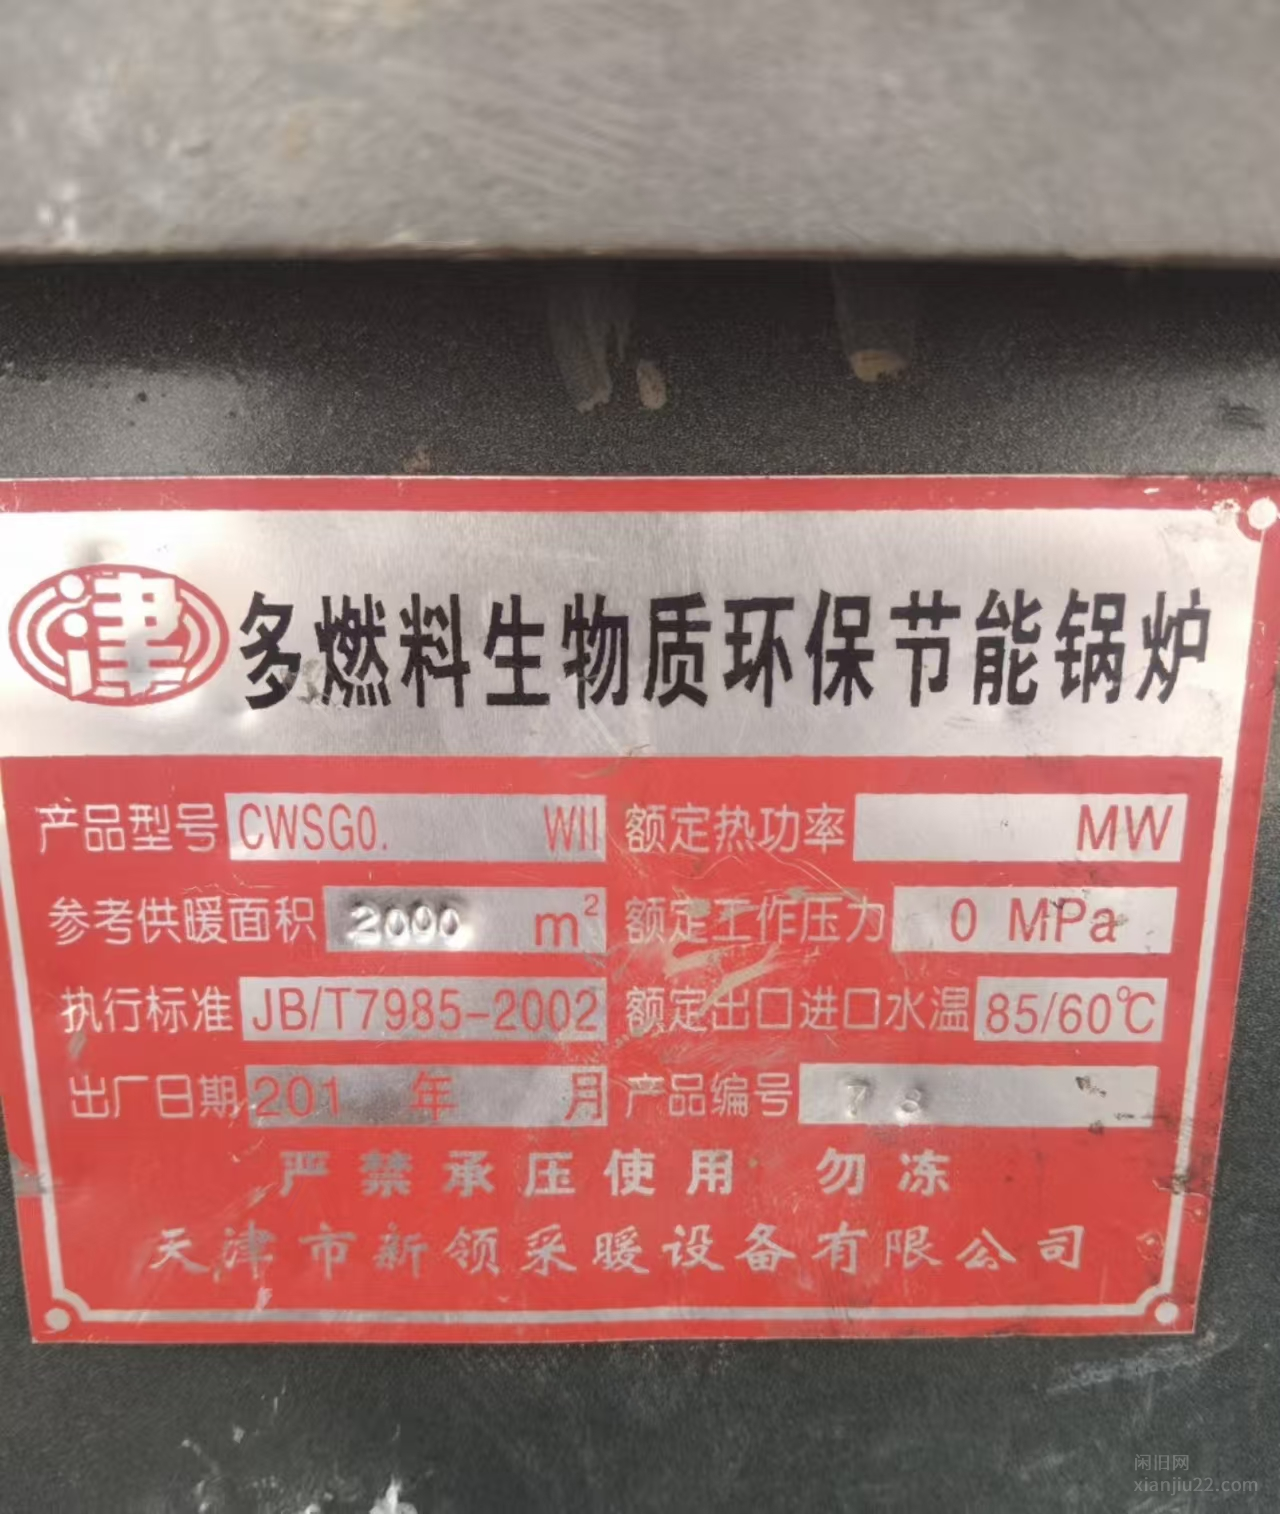 津 多燃料生物质环保节能锅炉
产品型号 CWSG0. WII 额定热功率 MW
参考供暖面积 2000 m² 额定工作压力 0 MPa
执行标准 JB/T7985-2002 额定出口进口水温 85/60℃
出厂日期 201 年 月 产品编号 78
严禁承压使用 勿冻
天津市新领采暖设备有限公司
闲旧网
xianjiu22.com